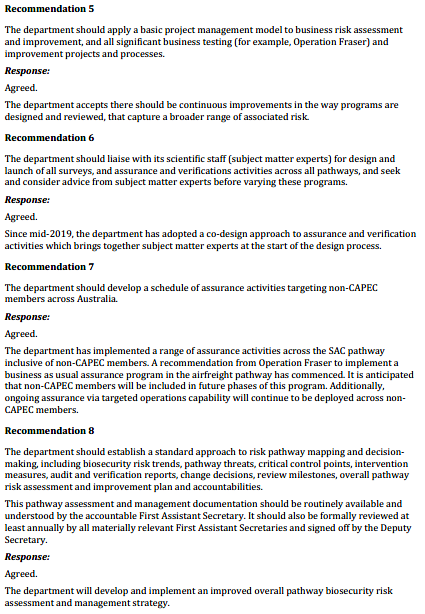 Recommendation 5
The department should apply a basic project management model to business risk assessment
and improvement, and all significant business testing (for example, Operation Fraser) and
improvement projects and processes.
Response:
Agreed.
The department accepts there should be continuous improvements in the way programs are
designed and reviewed, that capture a broader range of associated risk.
Recommendation 6
The department should liaise with its scientific staff (subject matter experts) for design and
launch of all surveys, and assurance and verifications activities across all pathways, and seek
and consider advice from subject matter experts before varying these programs.
Response:
Agreed.
Since mid-2019, the department has adopted a co-design approach to assurance and verification
activities which brings together subject matter experts at the start of the design process.
Recommendation 7
The department should develop a schedule of assurance activities targeting non-CAPEC
members across Australia.
Response:
Agreed.
The department has implemented a range of assurance activities across the SAC pathway
inclusive of non-CAPEC members. A recommendation from Operation Fraser to implement a
business as usual assurance program in the airfreight pathway has commenced. It is anticipated
that non-CAPEC members will be included in future phases of this program. Additionally,
ongoing assurance via targeted operations capability will continue to be deployed across non-
CAPEC members.
Recommendation 8
The department should establish a standard approach to risk pathway mapping and decision-
making, including biosecurity risk trends, pathway threats, critical control points, intervention
measures, audit and verification reports, change decisions, review milestones, overall pathway
risk assessment and improvement plan and accountabilities.
This pathway assessment and management documentation should be routinely available and
understood by the accountable First Assistant Secretary. It should also be formally reviewed at
least annually by all materially relevant First Assistant Secretaries and signed off by the Deputy
Secretary.
Response:
Agreed.
The department will develop and implement an improved overall pathway biosecurity risk
assessment and management strategy.